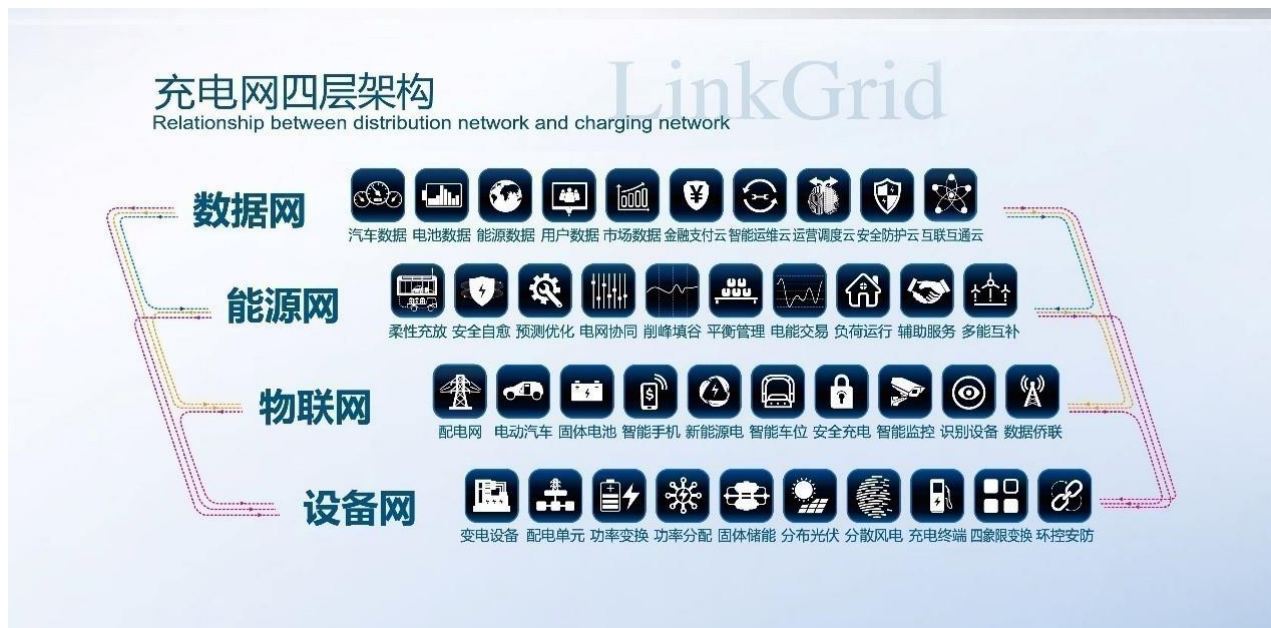 充电网四层架构
LinkGrid
Relationship between distribution network and charging network
数据网
汽车数据 电池数据 能源数据 用户数据 市场数据 金融支付云 智能运维云 运营调度云 安全防护云 互联互通云
能源网
柔性充放 安全自愈 预测优化 电网协同 削峰填谷 平衡管理 电能交易 负荷运行 辅助服务 多能互补
物联网
配电网 电动汽车 固体电池 智能手机 新能源电 智能车位 安全充电 智能监控 识别设备 数据侨联
设备网
变电设备 配电单元 功率变换 功率分配 固体储能 分布光伏 分散风电 充电终端 四象限变换 环控安防